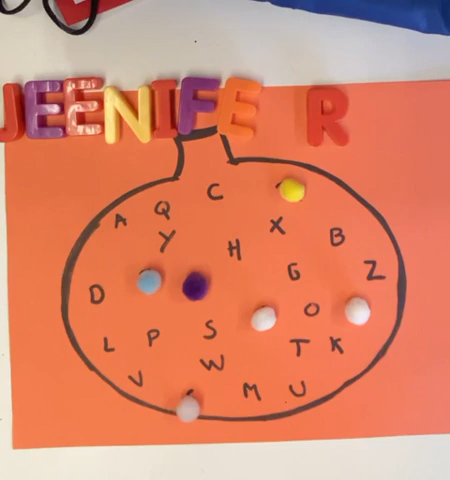 JEENIFE R
C
A Q
Y H X B
G Z
D
O
L P S T K
V W
M U